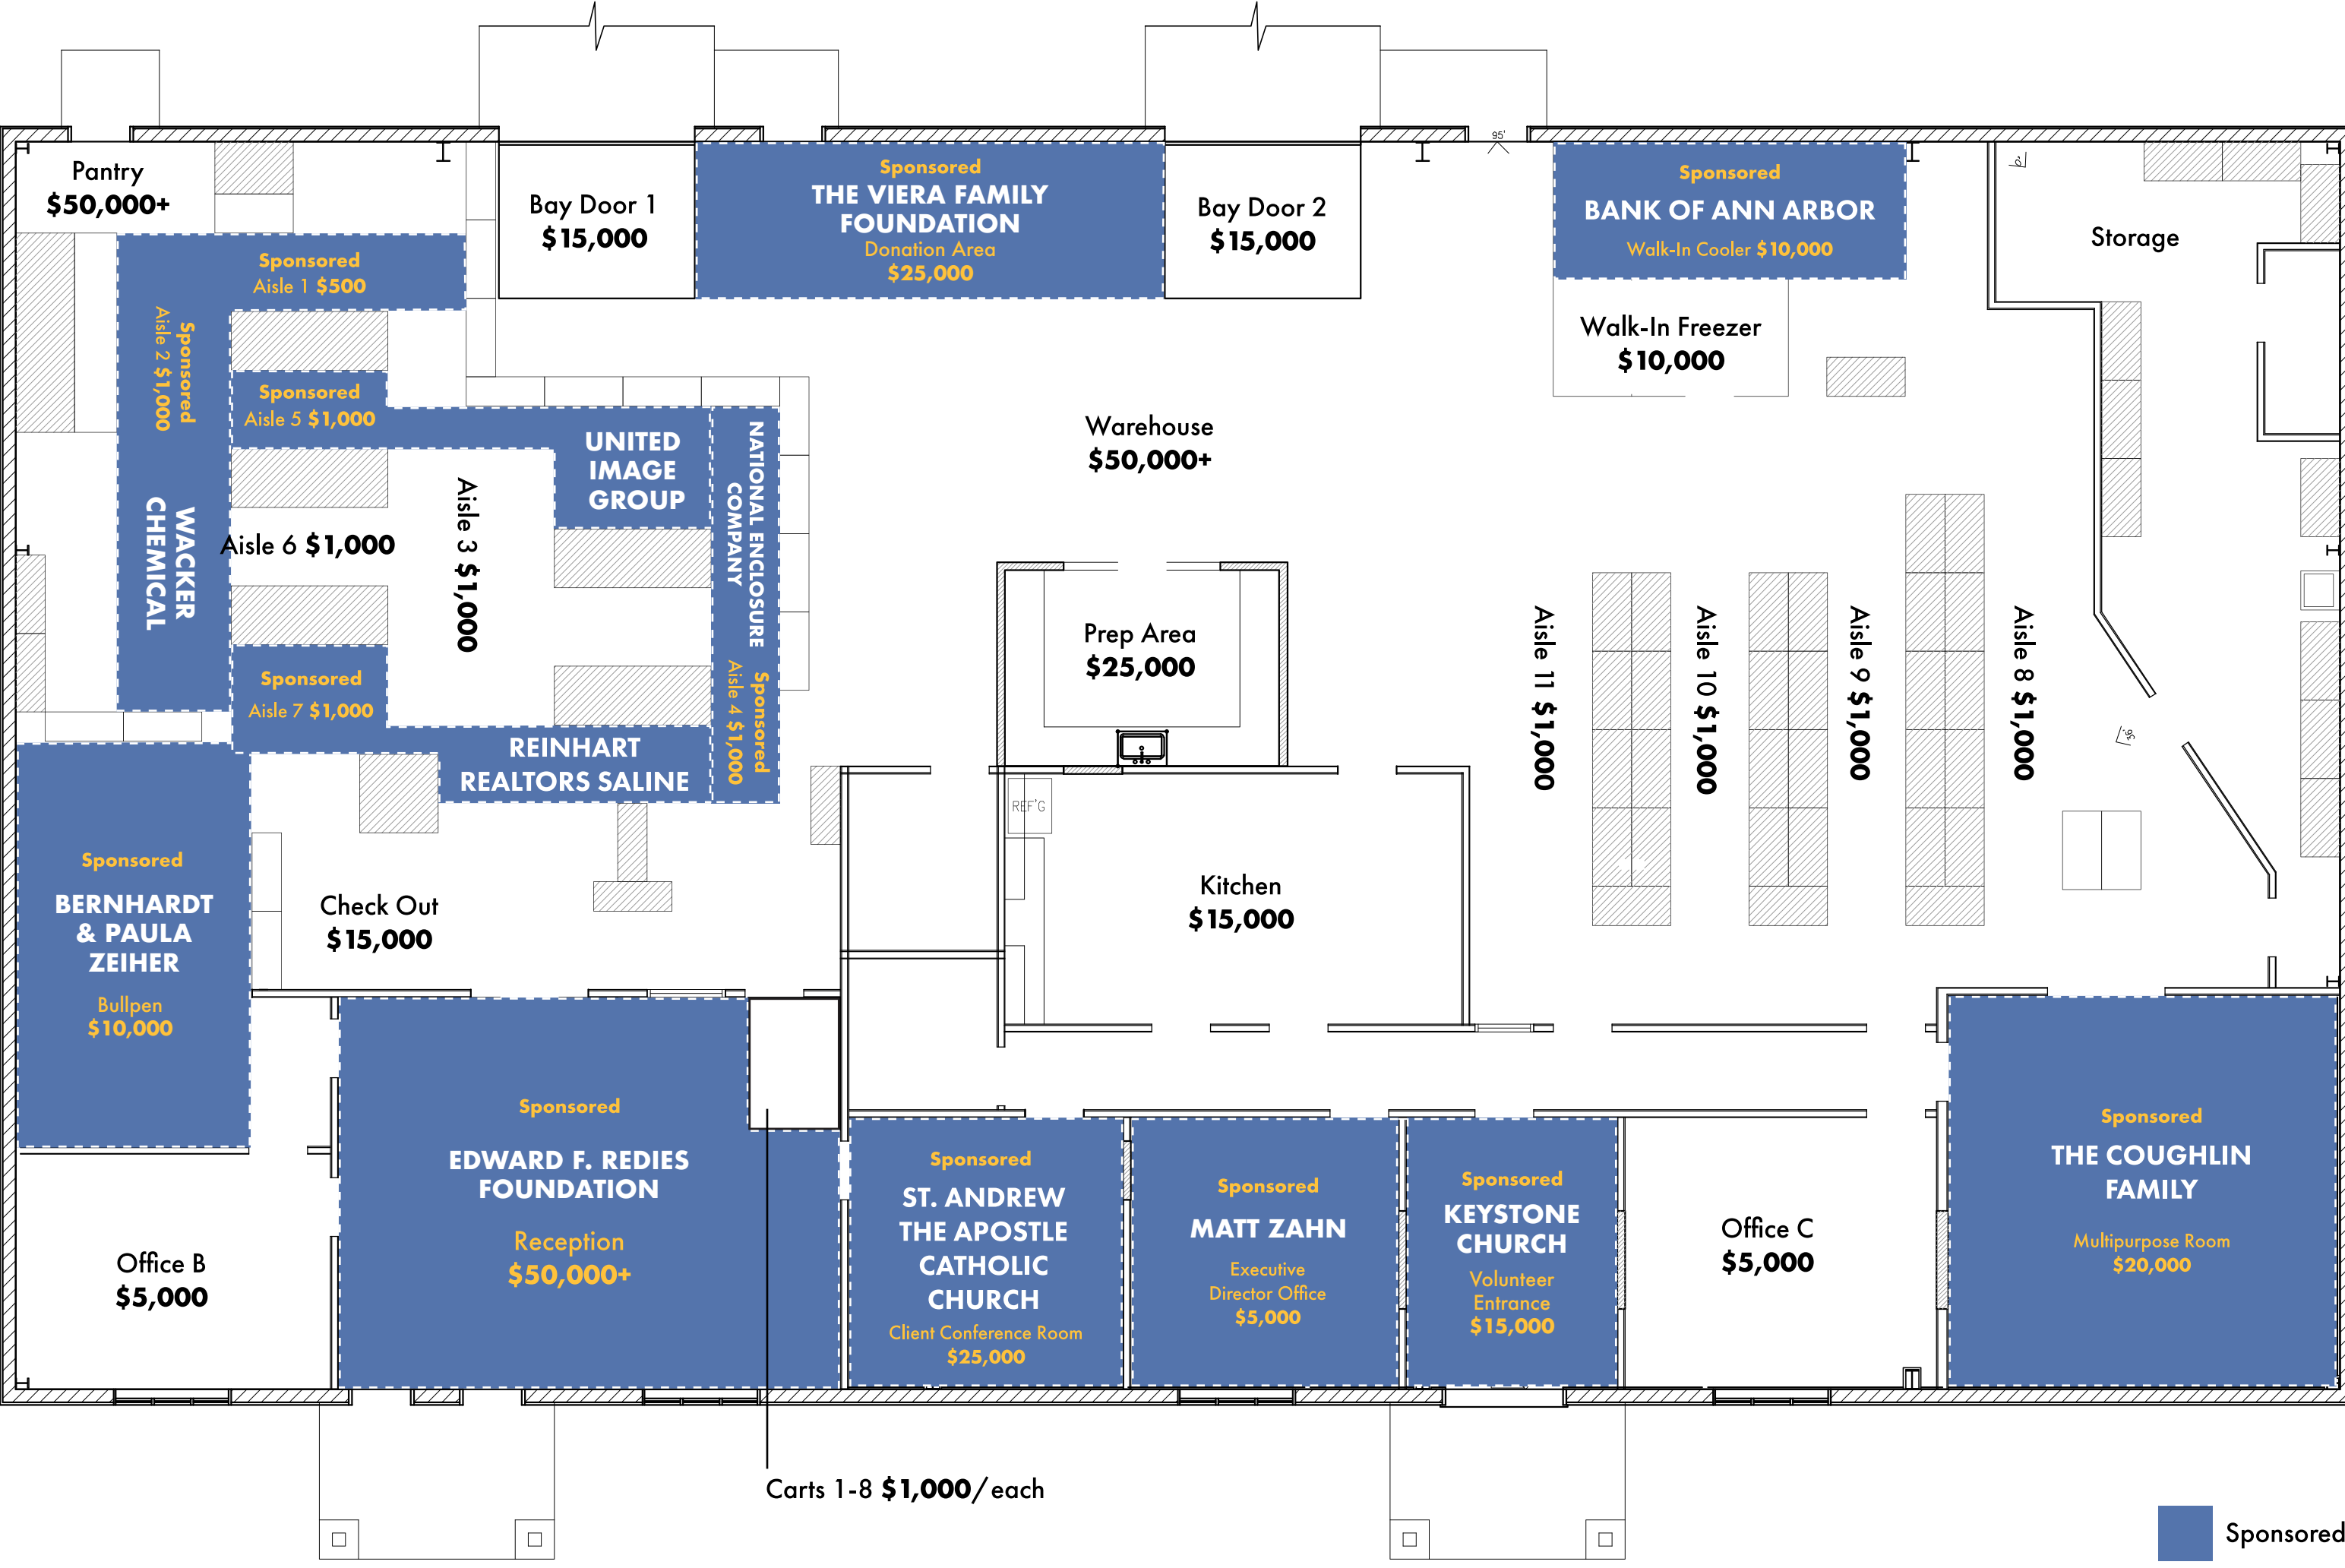 95'
0'
Pantry
$50,000+
Bay Door 1
$15,000
Sponsored
THE VIERA FAMILY
FOUNDATION
Donation Area
$25,000
Bay Door 2
$15,000
Sponsored
BANK OF ANN ARBOR
Walk-In Cooler $10,000
Storage
Sponsored
Aisle 1 $500
Sponsored
Aisle 2 $1,000
WACKER
CHEMICAL
Walk-In Freezer
$10,000
Sponsored
Aisle 5 $1,000
UNITED
IMAGE
GROUP
NATIONAL ENCLOSURE
COMPANY
Sponsored
Aisle 4 $1,000
Warehouse
$50,000+
Aisle 6 $1,000
Aisle 3 $1,000
Prep Area
$25,000
Aisle 11 $1,000
Aisle 10 $1,000
Aisle 9 $1,000
Aisle 8 $1,000
36'
Sponsored
Aisle 7 $1,000
REINHART
REALTORS SALINE
REF'G
Sponsored
BERNHARDT
& PAULA
ZEIHER
Bullpen
$10,000
Check Out
$15,000
Kitchen
$15,000
Office B
$5,000
Sponsored
EDWARD F. REDIES
FOUNDATION
Reception
$50,000+
Sponsored
ST. ANDREW
THE APOSTLE
CATHOLIC
CHURCH
Client Conference Room
$25,000
Sponsored
MATT ZAHN
Executive
Director Office
$5,000
Sponsored
KEYSTONE
CHURCH
Volunteer
Entrance
$15,000
Office C
$5,000
Sponsored
THE COUGHLIN
FAMILY
Multipurpose Room
$20,000
Carts 1-8 $1,000/each
Sponsored